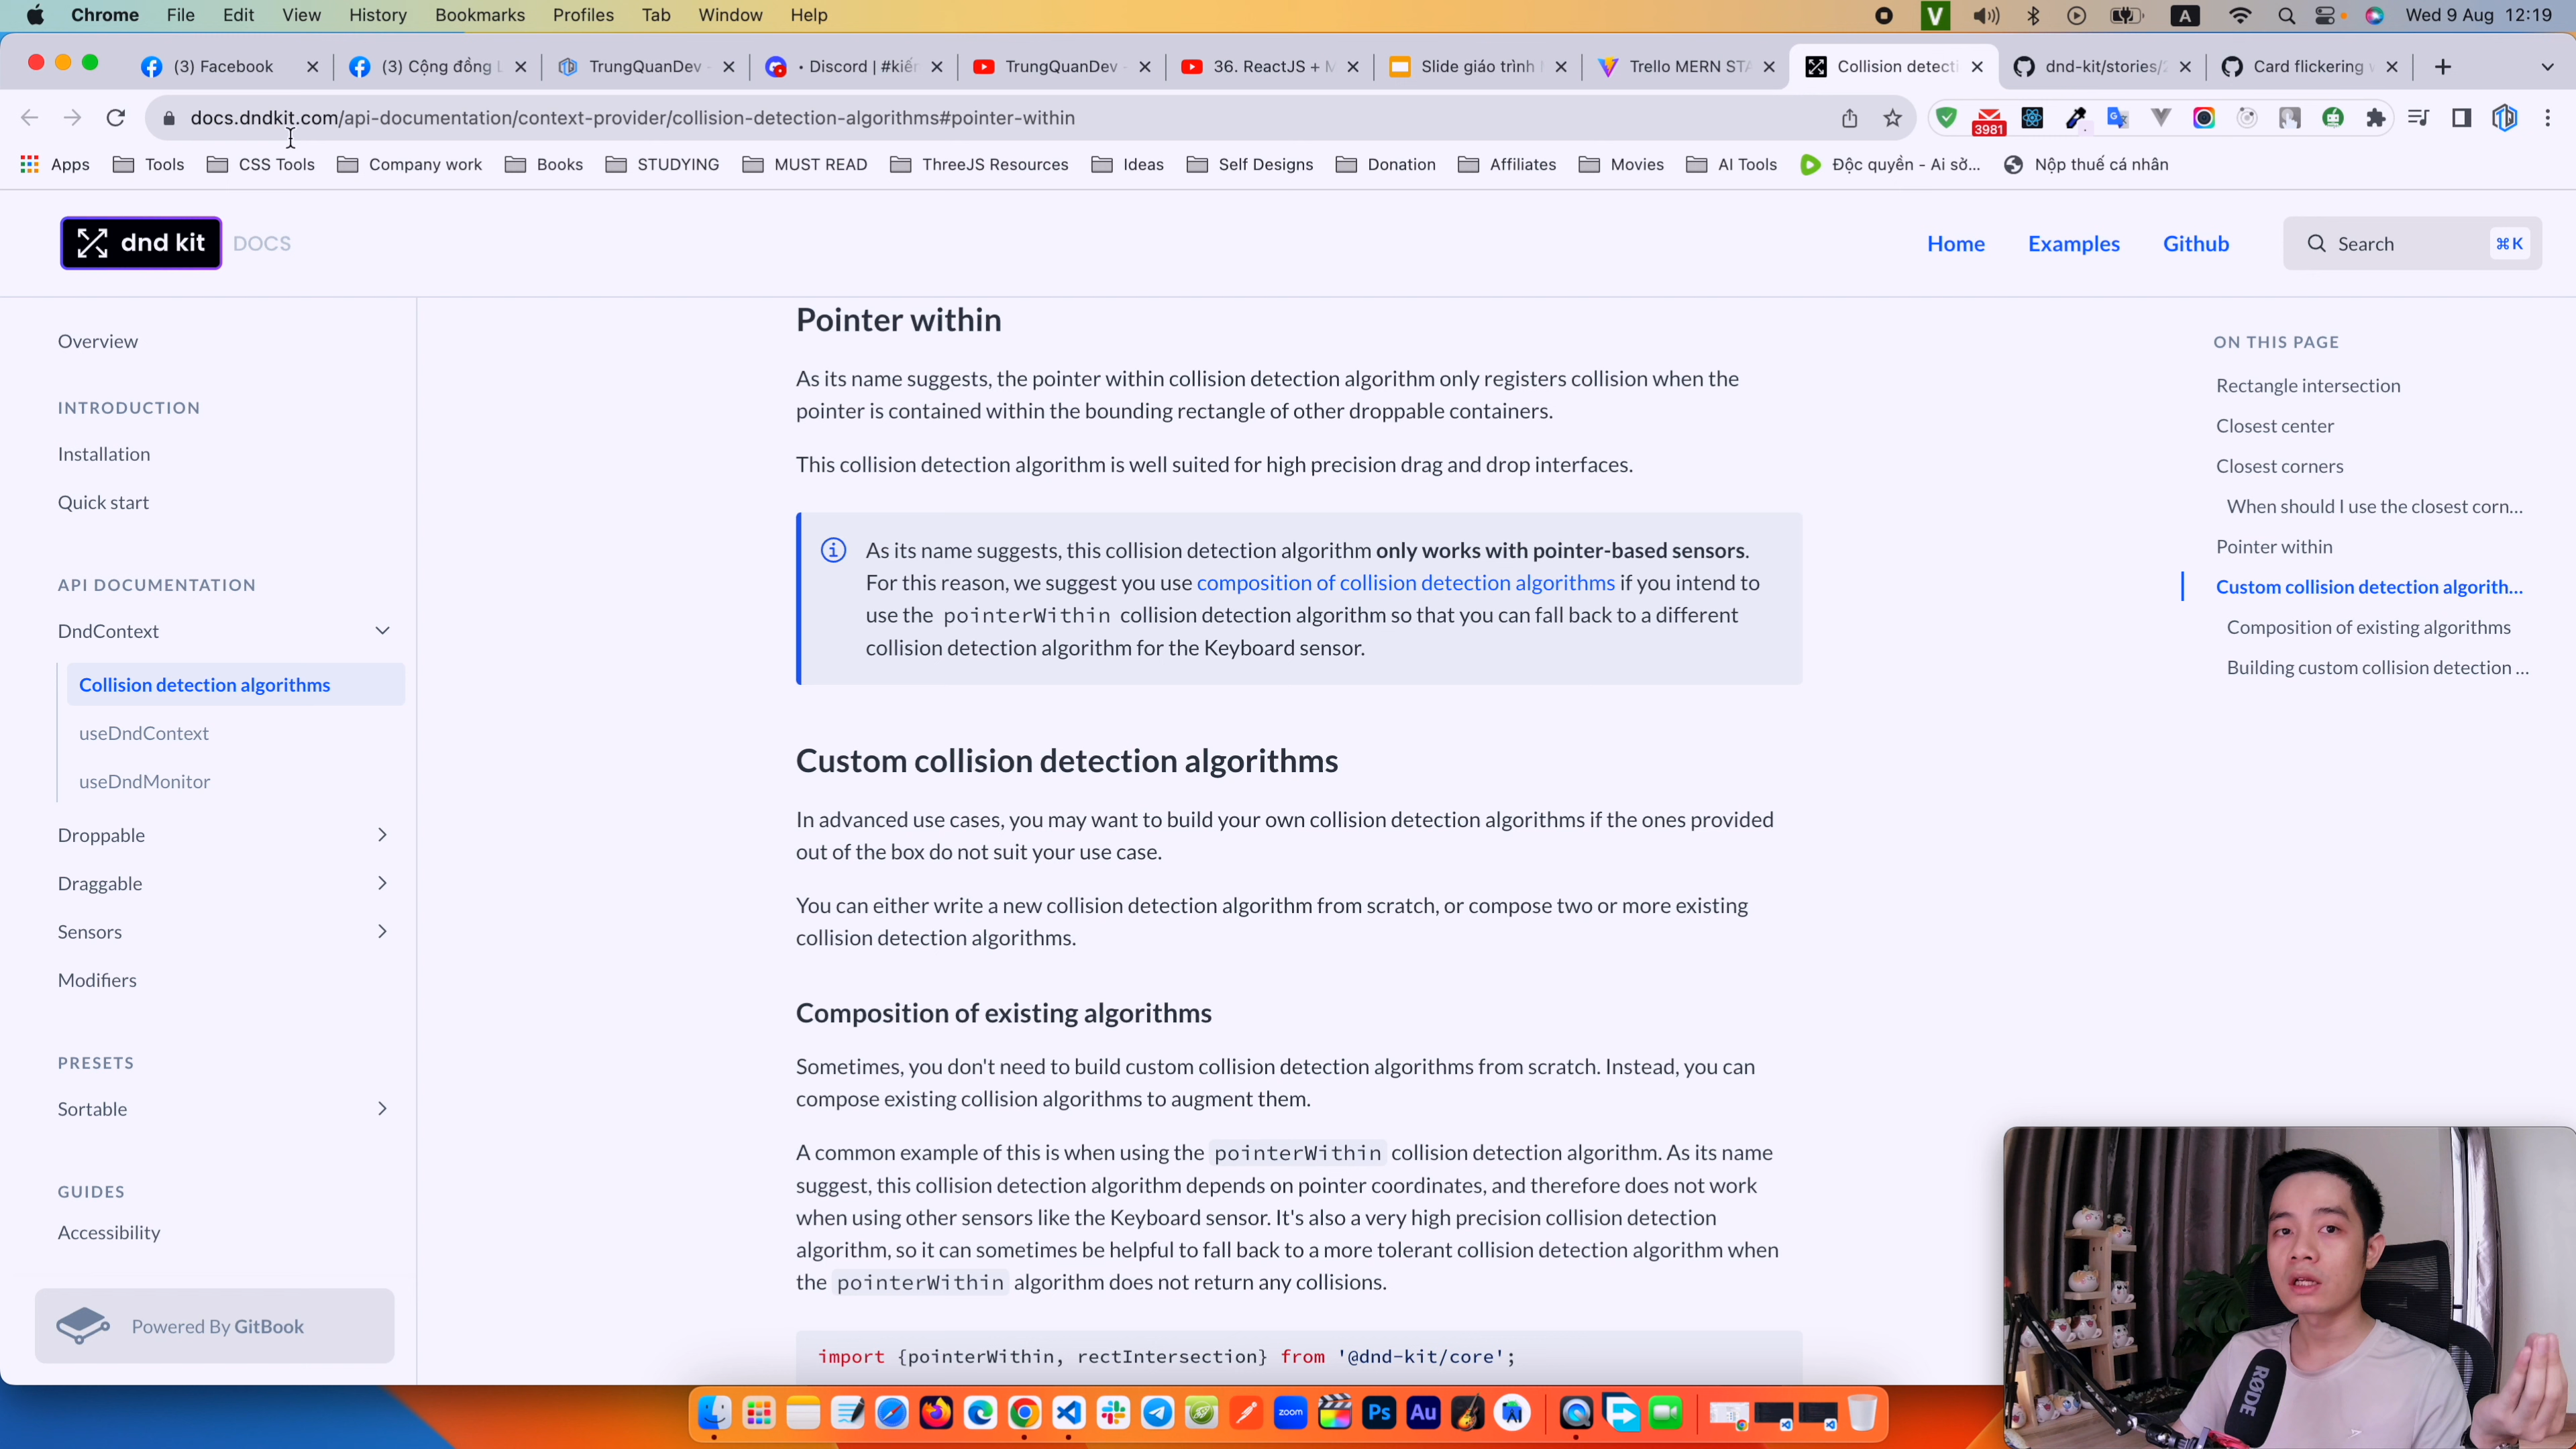 Chrome File Edit View History Bookmarks Profiles Tab Window Help
V
A
Wed 9 Aug 12:19
(3) Facebook
(3) Cộng đồng L
TrungQuanDev -
• Discord | #kiến
TrungQuanDev -
36. ReactJS + M
Slide giáo trình
Trello MERN STA
Collision detecti
dnd-kit/stories/2
Card flickering w
docs.dndkit.com/api-documentation/context-provider/collision-detection-algorithms#pointer-within
3981
Apps
Tools
CSS Tools
Company work
Books
STUDYING
MUST READ
ThreeJS Resources
Ideas
Self Designs
Donation
Affiliates
Movies
AI Tools
Độc quyền - Ai sở...
Nộp thuế cá nhân
dnd kit DOCS
Home
Examples
Github
Search ⌘K
Overview
INTRODUCTION
Installation
Quick start
API DOCUMENTATION
DndContext
Collision detection algorithms
useDndContext
useDndMonitor
Droppable
Draggable
Sensors
Modifiers
PRESETS
Sortable
GUIDES
Accessibility
Powered By GitBook
Pointer within
As its name suggests, the pointer within collision detection algorithm only registers collision when the
pointer is contained within the bounding rectangle of other droppable containers.
This collision detection algorithm is well suited for high precision drag and drop interfaces.
As its name suggests, this collision detection algorithm only works with pointer-based sensors.
For this reason, we suggest you use composition of collision detection algorithms if you intend to
use the pointerWithin collision detection algorithm so that you can fall back to a different
collision detection algorithm for the Keyboard sensor.
Custom collision detection algorithms
In advanced use cases, you may want to build your own collision detection algorithms if the ones provided
out of the box do not suit your use case.
You can either write a new collision detection algorithm from scratch, or compose two or more existing
collision detection algorithms.
Composition of existing algorithms
Sometimes, you don't need to build custom collision detection algorithms from scratch. Instead, you can
compose existing collision algorithms to augment them.
A common example of this is when using the pointerWithin collision detection algorithm. As its name
suggest, this collision detection algorithm depends on pointer coordinates, and therefore does not work
when using other sensors like the Keyboard sensor. It's also a very high precision collision detection
algorithm, so it can sometimes be helpful to fall back to a more tolerant collision detection algorithm when
the pointerWithin algorithm does not return any collisions.
import {pointerWithin, rectIntersection} from '@dnd-kit/core';
ON THIS PAGE
Rectangle intersection
Closest center
Closest corners
When should I use the closest corn...
Pointer within
Custom collision detection algorith...
Composition of existing algorithms
Building custom collision detection ...
RØDE
zoom
Ps
Au